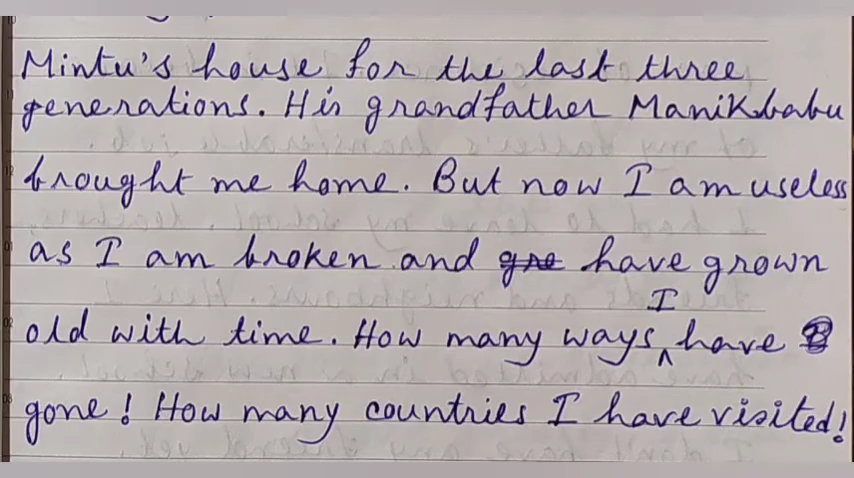 Mintu's house for the last three
generations. His grandfather Manikbabu
brought me home. But now I am useless
as I am broken and gre have grown
old with time. How many ways I have
gone! How many countries I have visited!